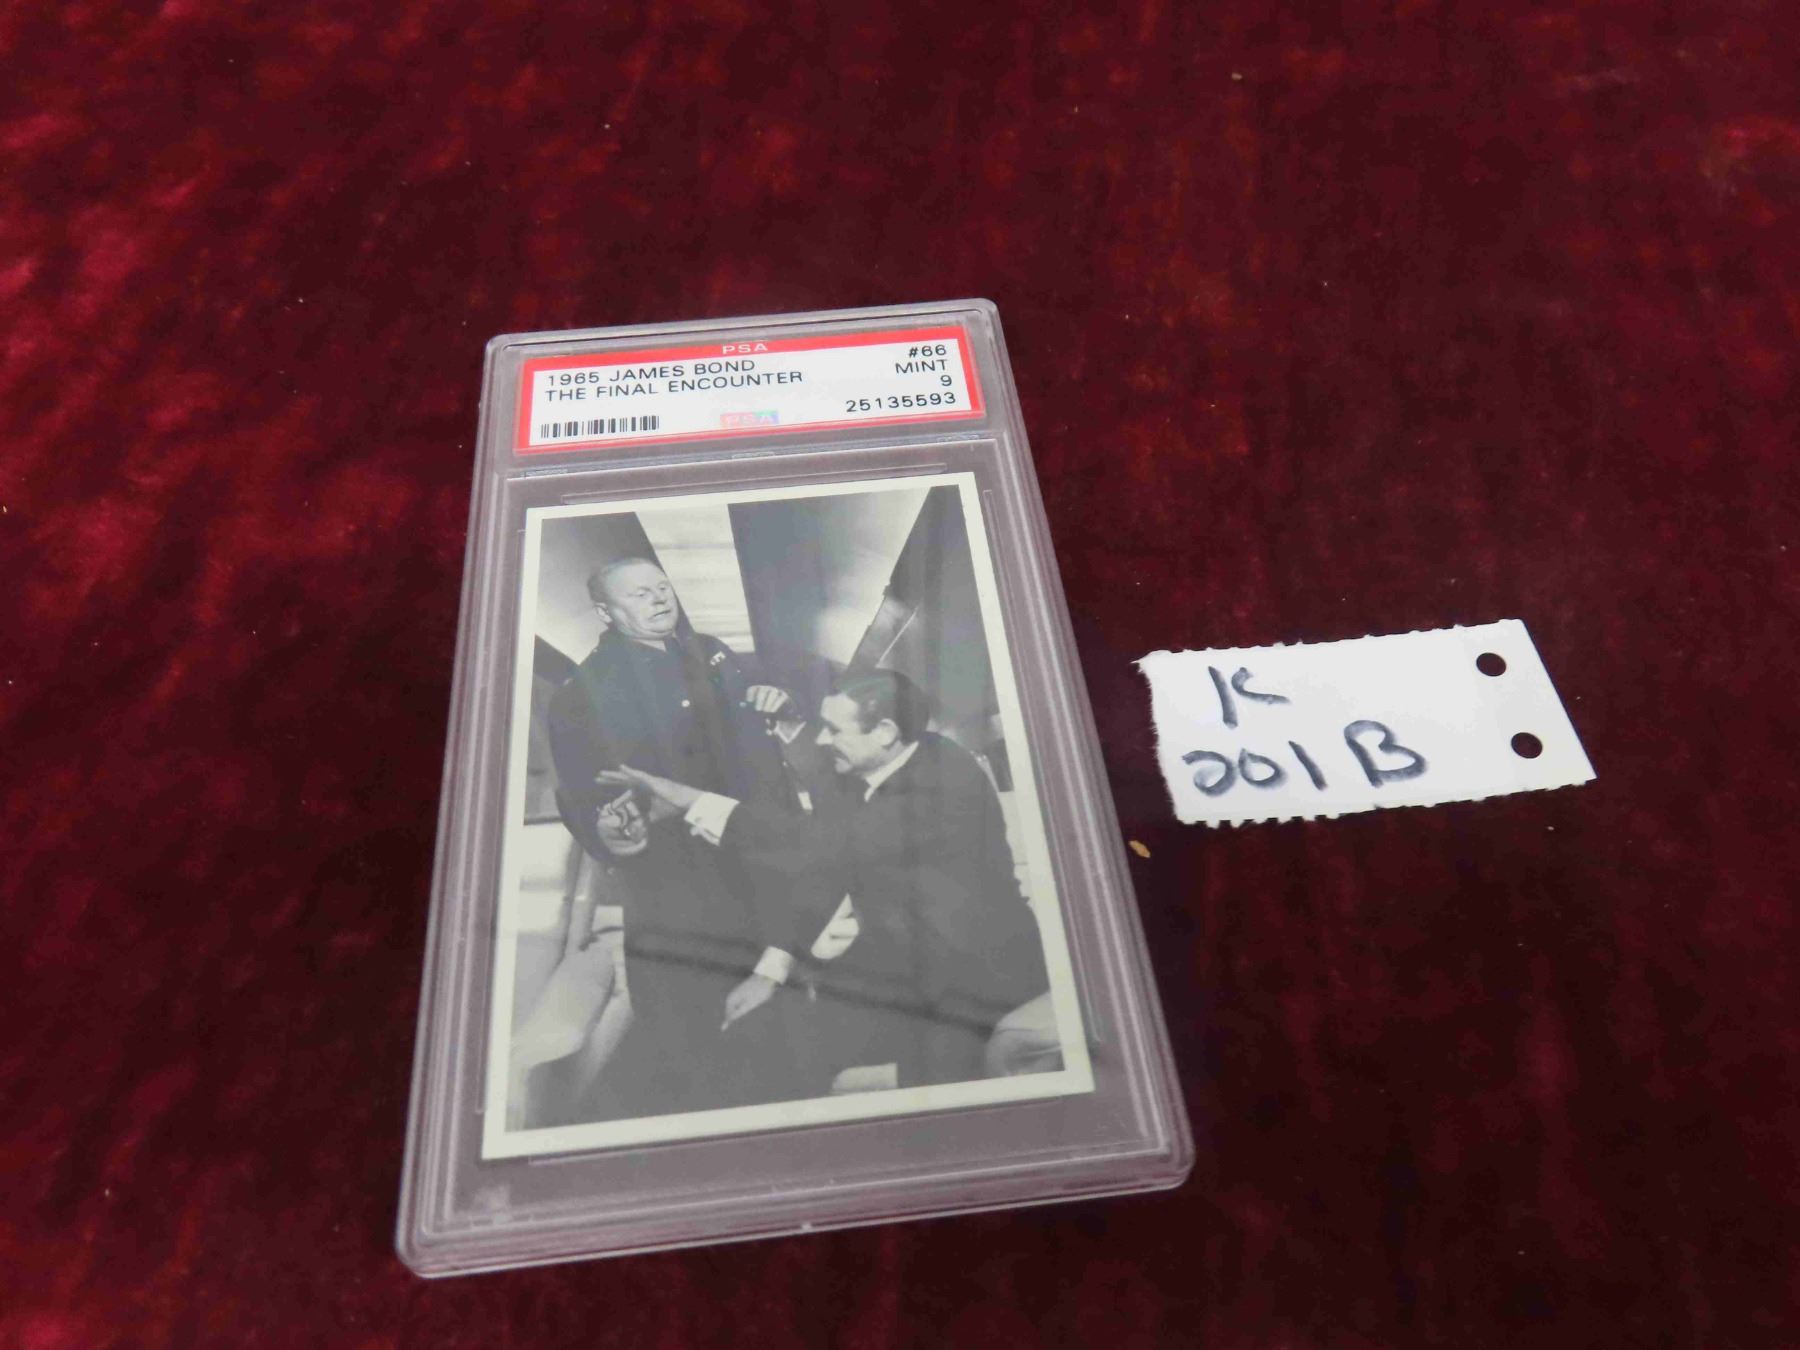 PSA
1965 JAMES BOND #66
THE FINAL ENCOUNTER MINT
9
PSA 25135593
K
201B